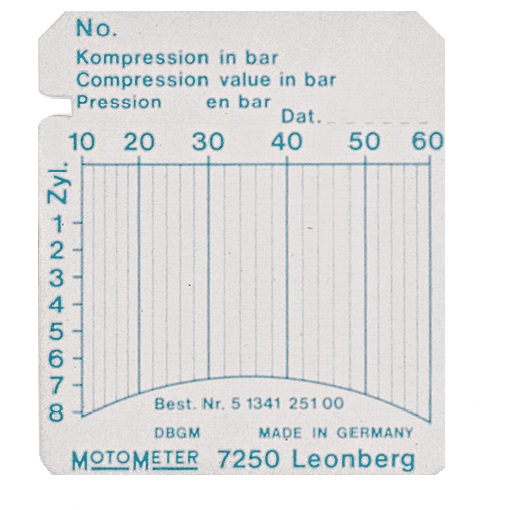 No.
Kompression in bar
Compression value in bar
Pression en bar
Dat.
10 20 30 40 50 60
Zyl.
1
2
3
4
5
6
7
8
Best. Nr. 5 1341 251 00
DBGM MADE IN GERMANY
MOTOMETER 7250 Leonberg